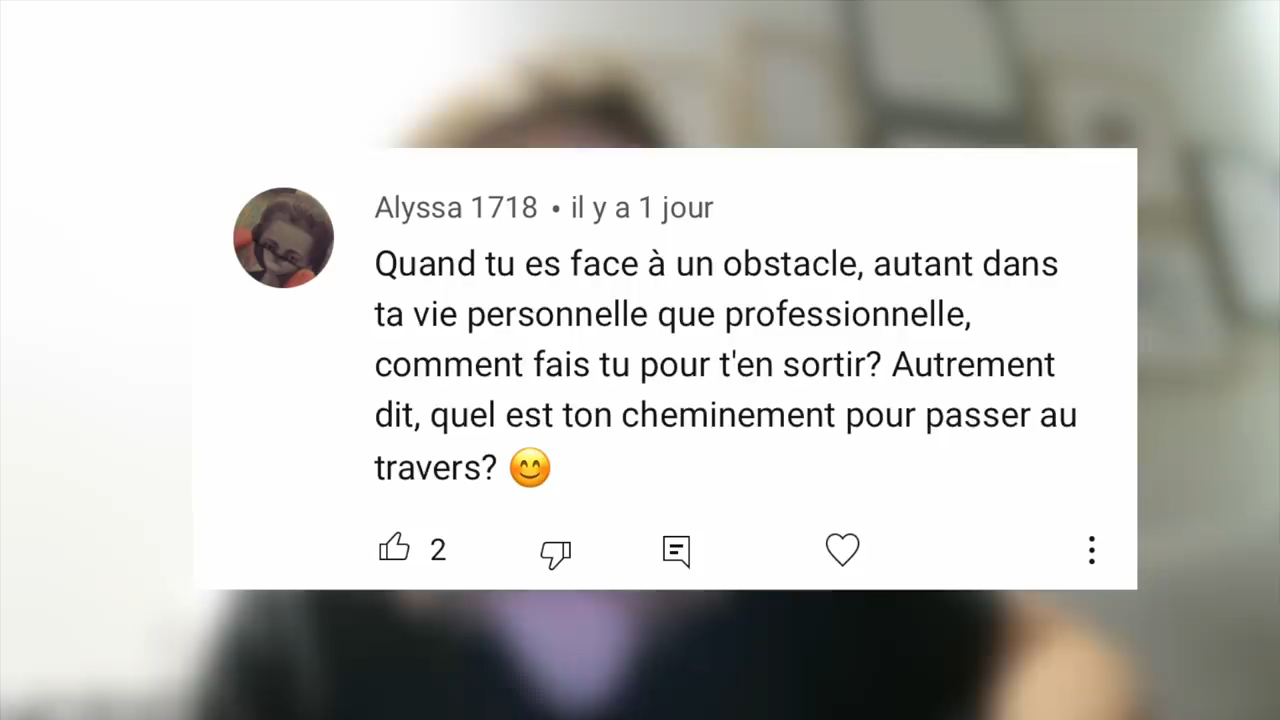 Alyssa 1718 • il y a 1 jour
Quand tu es face à un obstacle, autant dans
ta vie personnelle que professionnelle,
comment fais tu pour t'en sortir? Autrement
dit, quel est ton cheminement pour passer au
travers? 😊
2